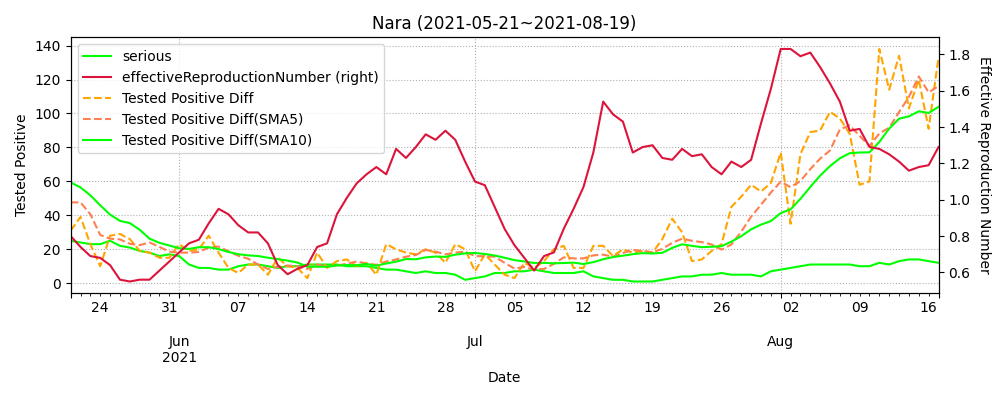 Nara (2021-05-21~2021-08-19)
serious
effectiveReproductionNumber (right)
Tested Positive Diff
Tested Positive Diff(SMA5)
Tested Positive Diff(SMA10)
140
120
100
80
60
40
20
0
Tested Positive
1.8
1.6
1.4
1.2
1.0
0.8
0.6
Effective Reproduction Number
24 31 07 14 21 28 05 12 19 26 02 09 16
Jun Jul Aug
2021
Date